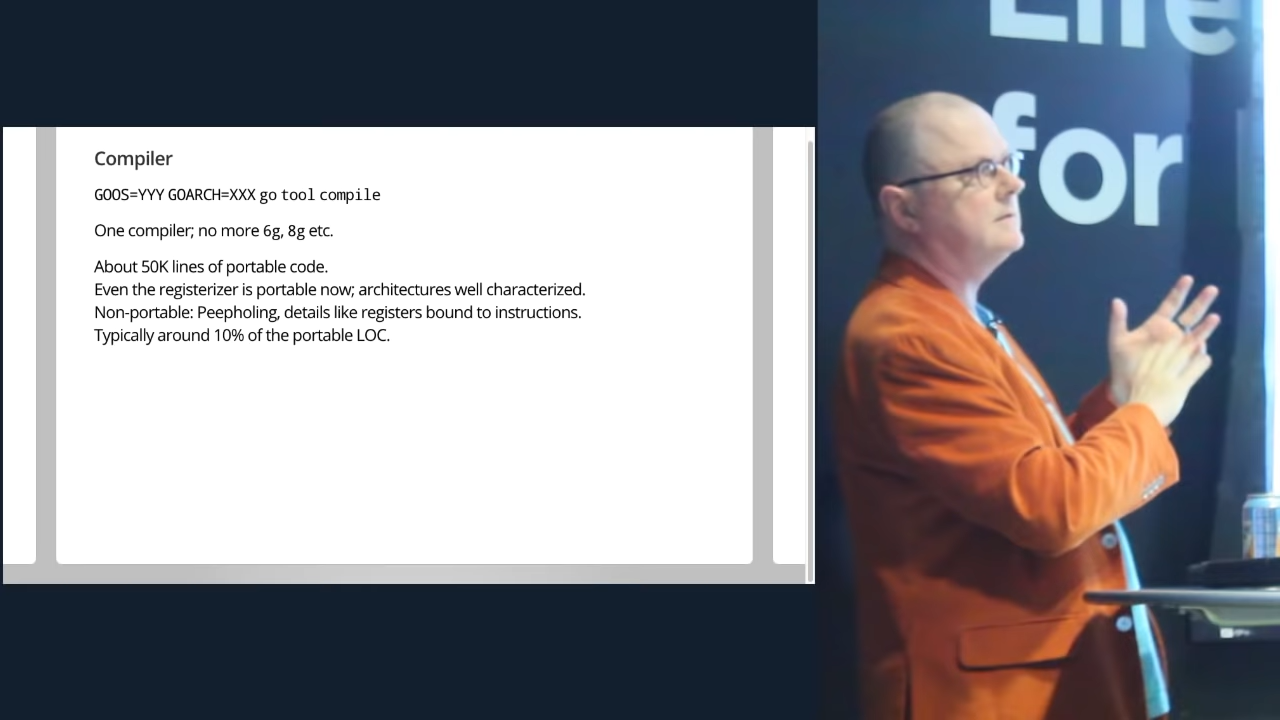 Compiler
GOOS=YYY GOARCH=XXX go tool compile
One compiler; no more 6g, 8g etc.
About 50K lines of portable code.
Even the registerizer is portable now; architectures well characterized.
Non-portable: Peepholing, details like registers bound to instructions.
Typically around 10% of the portable LOC.
Life
for